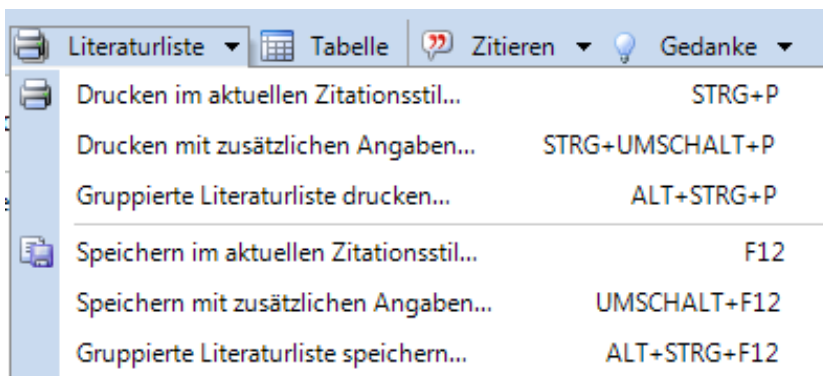 Literaturliste Tabelle Zitieren Gedanke
Drucken im aktuellen Zitationsstil... STRG+P
Drucken mit zusätzlichen Angaben... STRG+UMSCHALT+P
Gruppierte Literaturliste drucken... ALT+STRG+P
Speichern im aktuellen Zitationsstil... F12
Speichern mit zusätzlichen Angaben... UMSCHALT+F12
Gruppierte Literaturliste speichern... ALT+STRG+F12